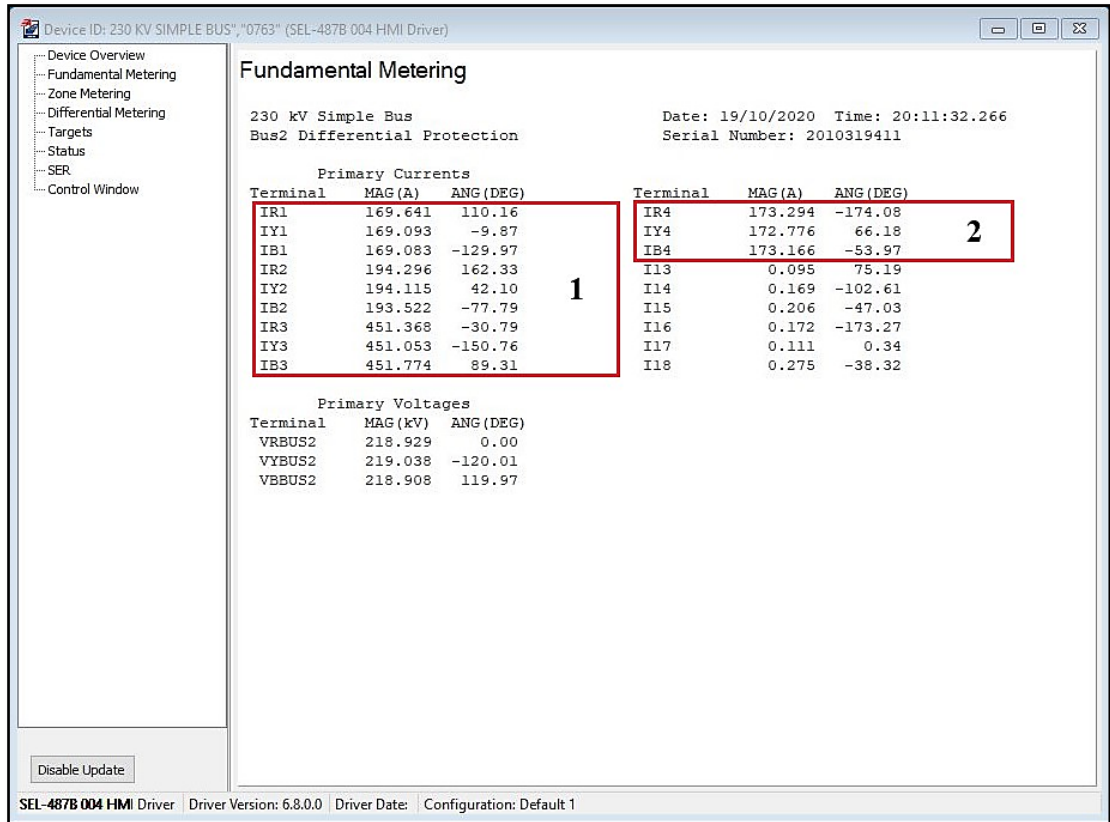 Device ID: 230 KV SIMPLE BUS","0763" (SEL-487B 004 HMI Driver)
Device Overview
Fundamental Metering
Zone Metering
Differential Metering
Targets
Status
SER
Control Window
Disable Update
Fundamental Metering
230 kV Simple Bus Date: 19/10/2020 Time: 20:11:32.266
Bus2 Differential Protection Serial Number: 2010319411
Primary Currents
Terminal MAG(A) ANG(DEG) Terminal MAG(A) ANG(DEG)
IR1 169.641 110.16 IR4 173.294 -174.08
IY1 169.093 -9.87 IY4 172.776 66.18 2
IB1 169.083 -129.97 IB4 173.166 -53.97
IR2 194.296 162.33 I13 0.095 75.19
IY2 194.115 42.10 1 I14 0.169 -102.61
IB2 193.522 -77.79 I15 0.206 -47.03
IR3 451.368 -30.79 I16 0.172 -173.27
IY3 451.053 -150.76 I17 0.111 0.34
IB3 451.774 89.31 I18 0.275 -38.32
Primary Voltages
Terminal MAG(kV) ANG(DEG)
VRBUS2 218.929 0.00
VYBUS2 219.038 -120.01
VBBUS2 218.908 119.97
SEL-487B 004 HMI Driver Driver Version: 6.8.0.0 Driver Date: Configuration: Default 1